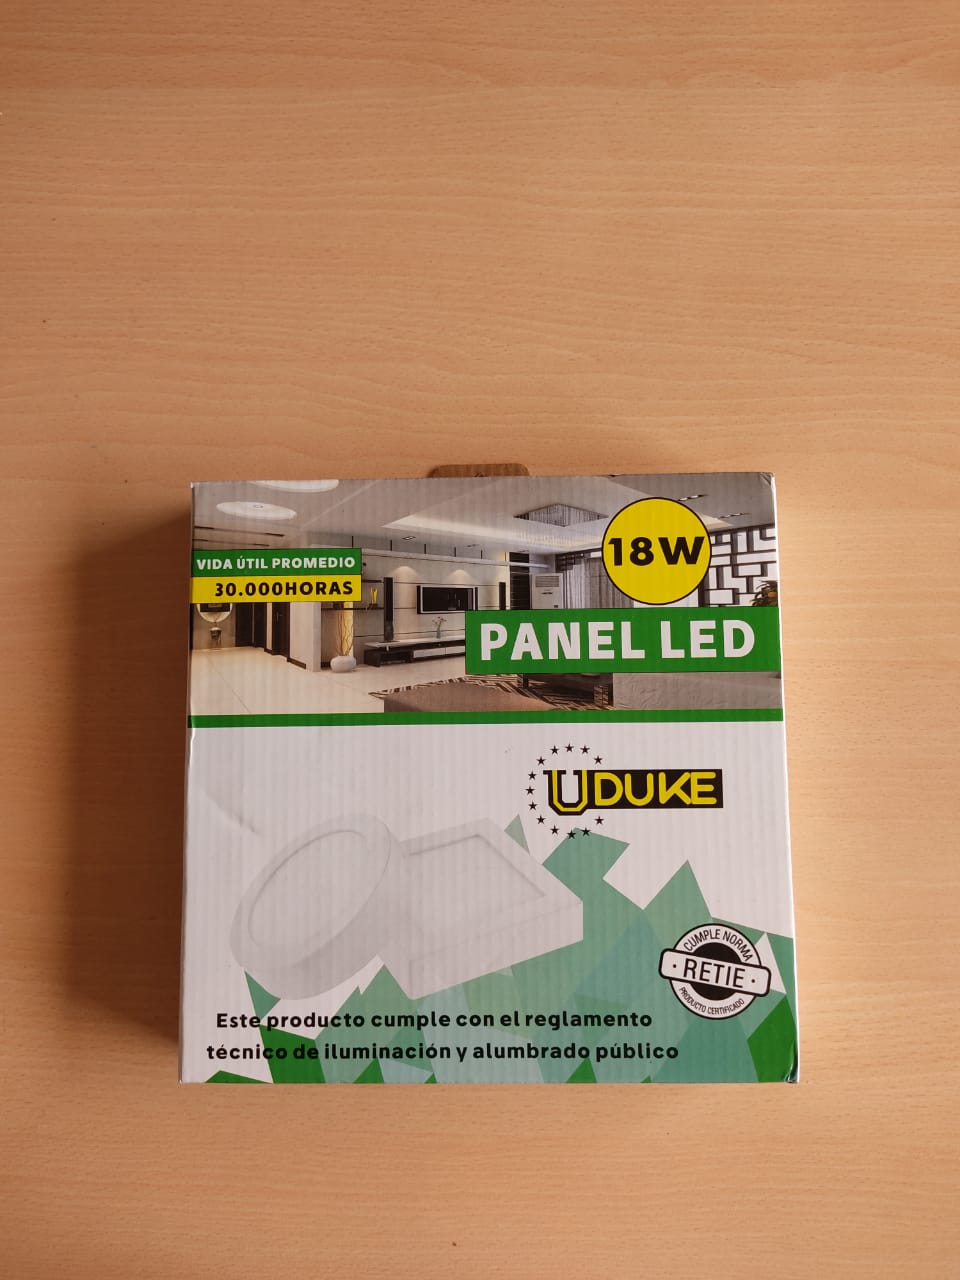 18W
VIDA ÚTIL PROMEDIO
30.000HORAS
PANEL LED
U DUKE
CUMPLE NORMA
· RETIE ·
PRODUCTO CERTIFICADO
Este producto cumple con el reglamento
técnico de iluminación y alumbrado público